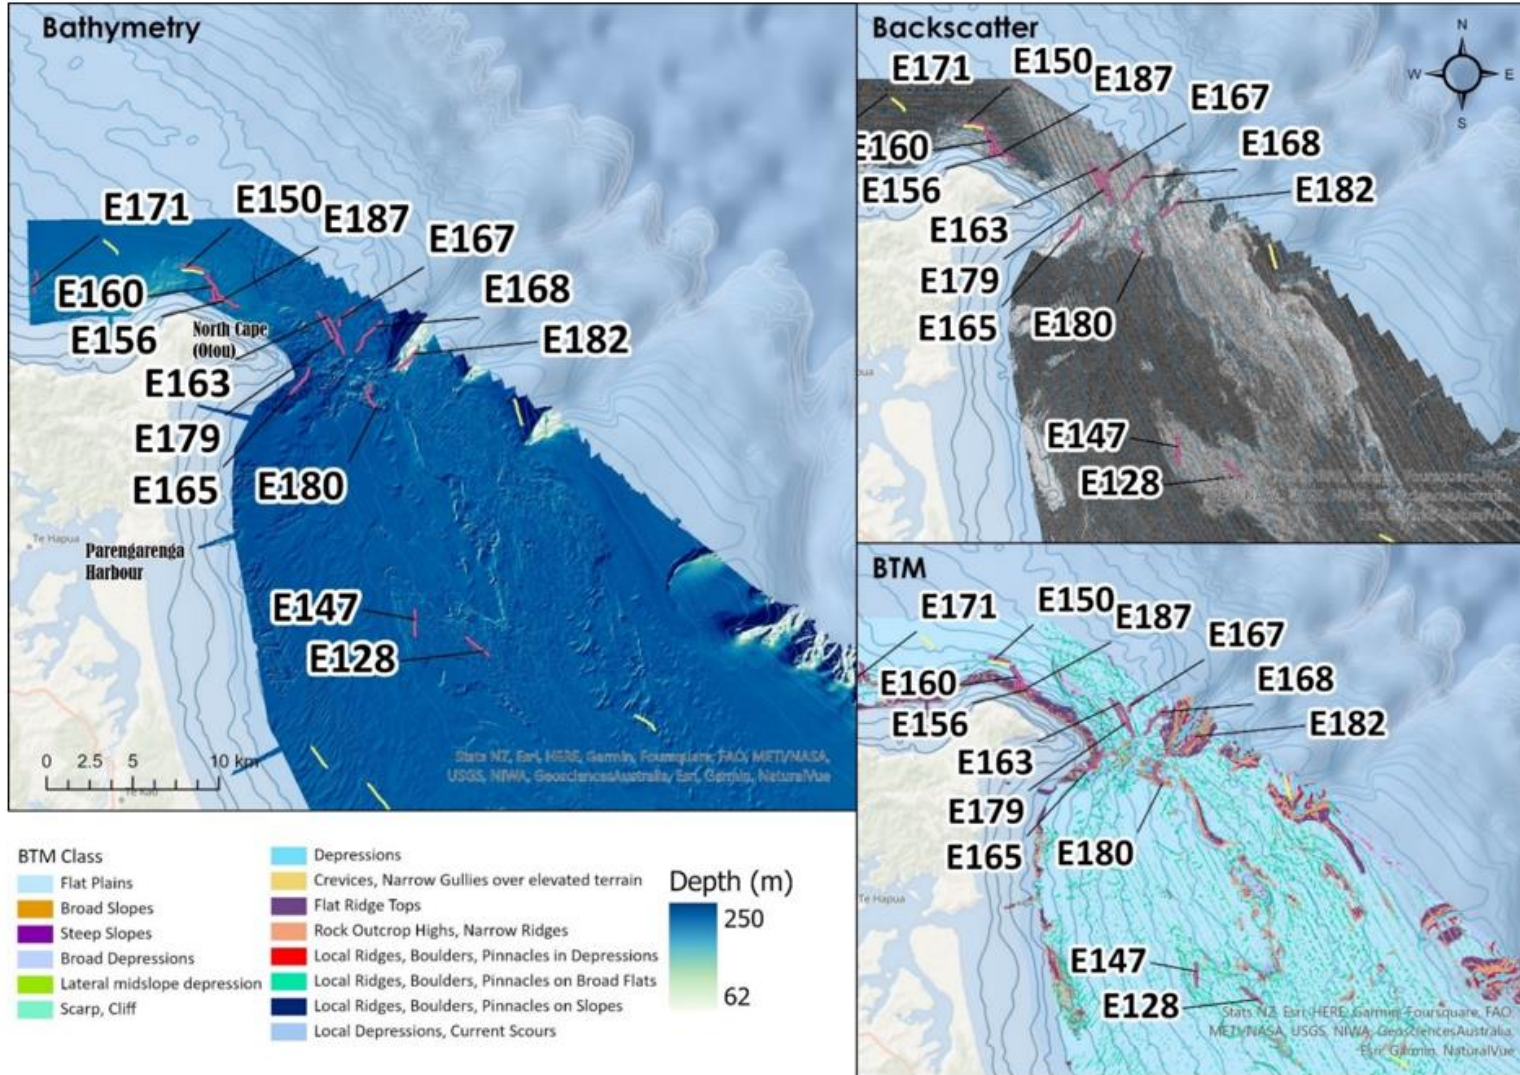 Bathymetry
E171
E150
E187
E167
E160
E168
E156
North Cape
(Otou)
E182
E163
E179
E165
E180
Te Hapua
Parengarenga
Harbour
E147
E128
0 2.5 5 10 km
Te Kao
Stats NZ, Esri, HERE, Garmin, Foursquare, FAO, METI/NASA,
USGS, NIWA, GeosciencesAustralia, Esri, Garmin, NaturalVue
Backscatter
N
W E
S
E171
E150
E187
E167
E160
E168
E156
E182
E163
E179
E165
E180
E147
E128
BTM
E171
E150
E187
E167
E160
E168
E156
E182
E163
E179
E165
E180
Te Hapua
E147
E128
Stats NZ, Esri, HERE, Garmin, Foursquare, FAO,
METI/NASA, USGS, NIWA, GeosciencesAustralia,
Esri, Garmin, NaturalVue
BTM Class
Flat Plains
Broad Slopes
Steep Slopes
Broad Depressions
Lateral midslope depression
Scarp, Cliff
Depressions
Crevices, Narrow Gullies over elevated terrain
Flat Ridge Tops
Rock Outcrop Highs, Narrow Ridges
Local Ridges, Boulders, Pinnacles in Depressions
Local Ridges, Boulders, Pinnacles on Broad Flats
Local Ridges, Boulders, Pinnacles on Slopes
Local Depressions, Current Scours
Depth (m)
250
62